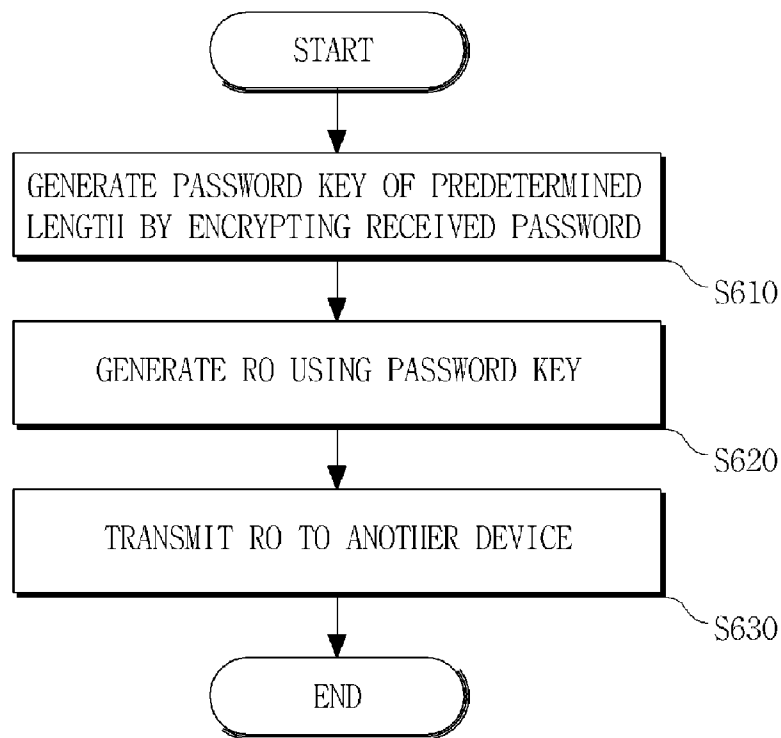 START
GENERATE PASSWORD KEY OF PREDETERMINED
LENGTH BY ENCRYPTING RECEIVED PASSWORD
S610
GENERATE RO USING PASSWORD KEY
S620
TRANSMIT RO TO ANOTHER DEVICE
S630
END